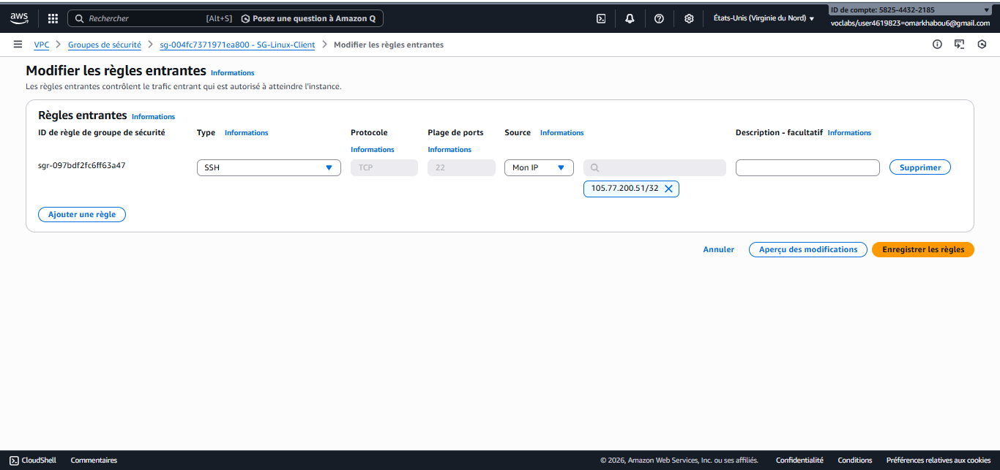 aws
Rechercher [Alt+S] Posez une question à Amazon Q
États-Unis (Virginie du Nord)
ID de compte: 5825-4432-2185
voclabs/user4619823=omarkhabou6@gmail.com
VPC > Groupes de sécurité > sg-004fc7371971ea800 - SG-Linux-Client > Modifier les règles entrantes
Modifier les règles entrantes Informations
Les règles entrantes contrôlent le trafic entrant qui est autorisé à atteindre l'instance.
Règles entrantes Informations
ID de règle de groupe de sécurité Type Informations Protocole Plage de ports Source Informations Description - facultatif Informations
Informations Informations
sgr-097bdf2fc6ff63a47 SSH TCP 22 Mon IP Supprimer
105.77.200.51/32
Ajouter une règle
Annuler Aperçu des modifications Enregistrer les règles
CloudShell Commentaires © 2026, Amazon Web Services, Inc. ou ses affiliés. Confidentialité Conditions Préférences relatives aux cookies